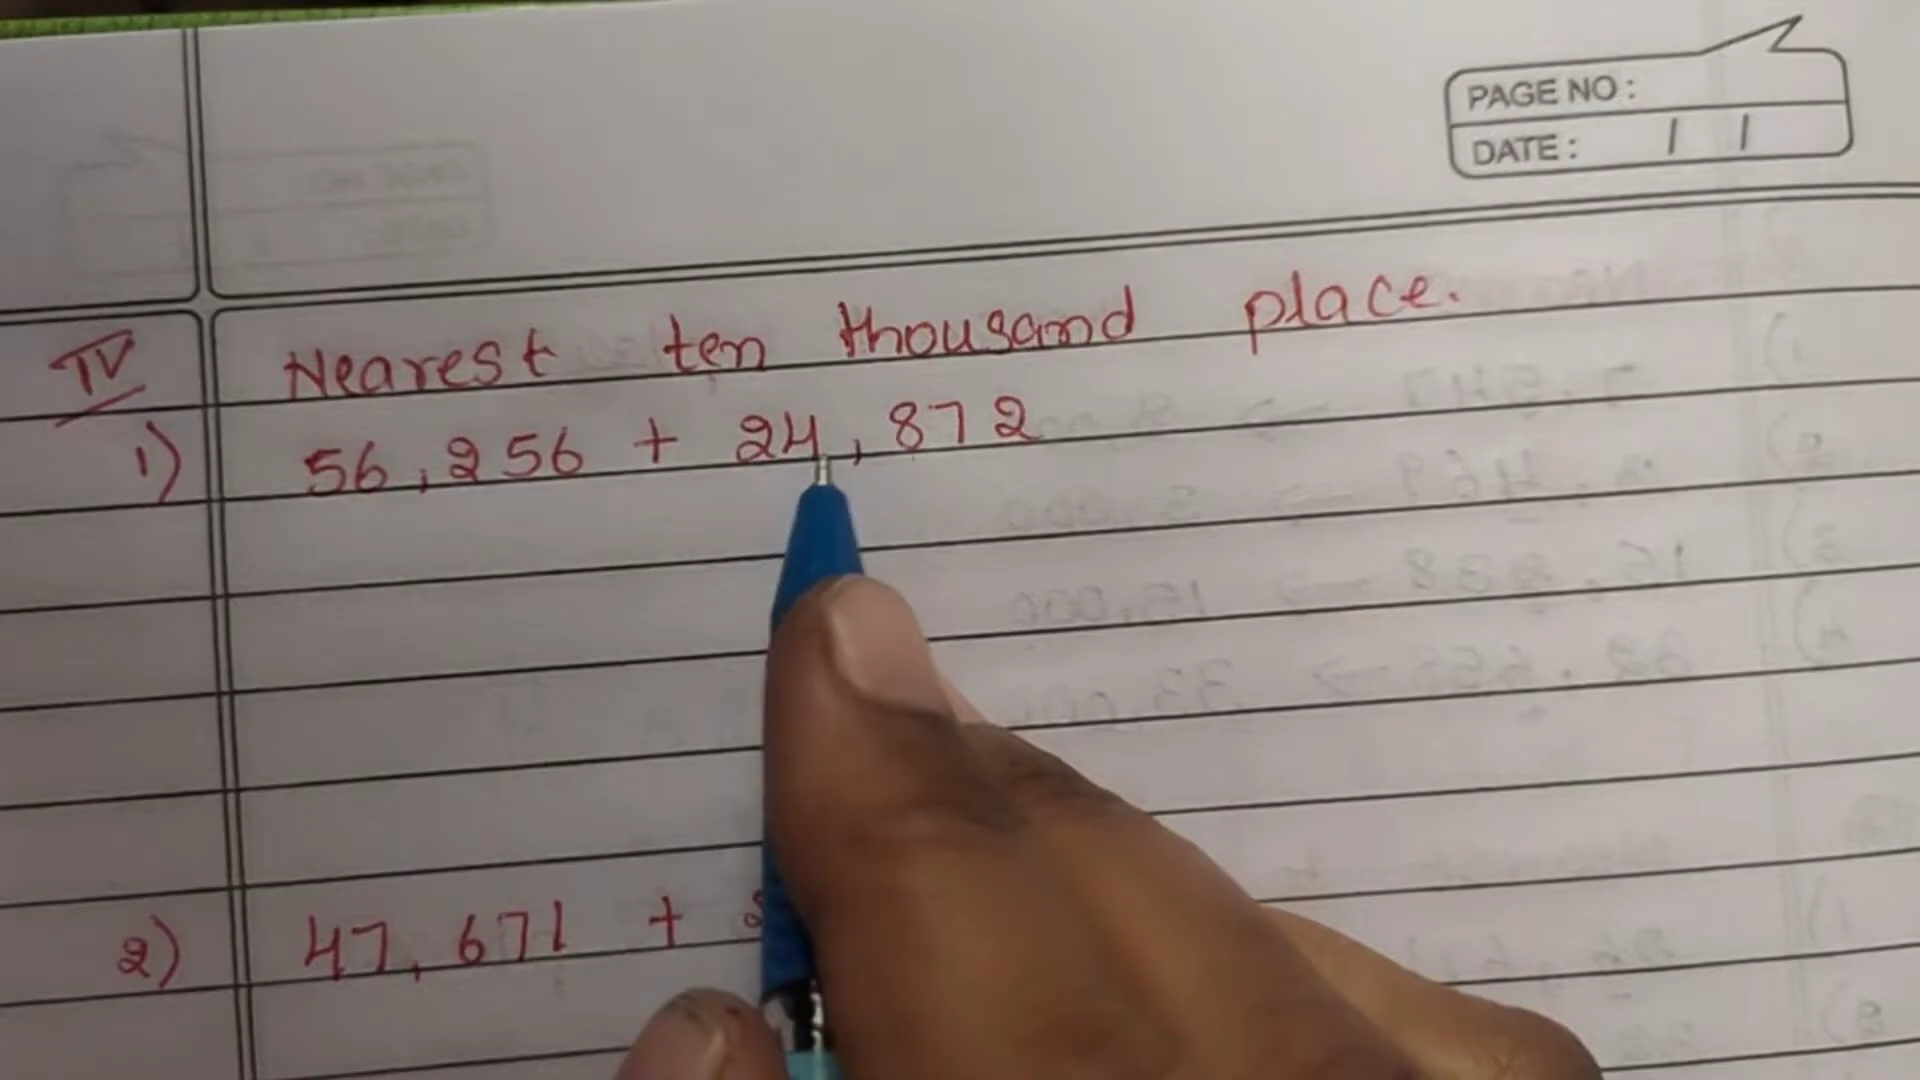 PAGE NO :
DATE : / /
IV Nearest ten thousand place.
1) 56,256 + 24,872
2) 47,671 +